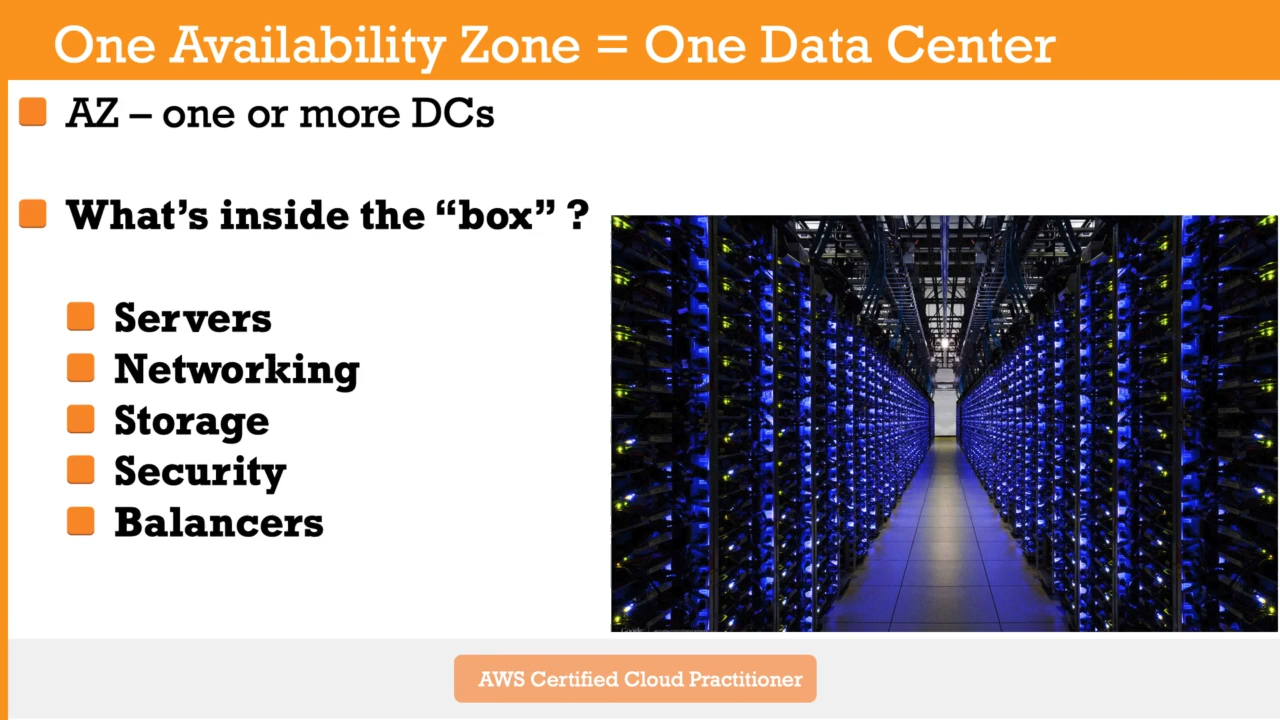 One Availability Zone = One Data Center
AZ – one or more DCs
What’s inside the “box” ?
Servers
Networking
Storage
Security
Balancers
Google
AWS Certified Cloud Practitioner